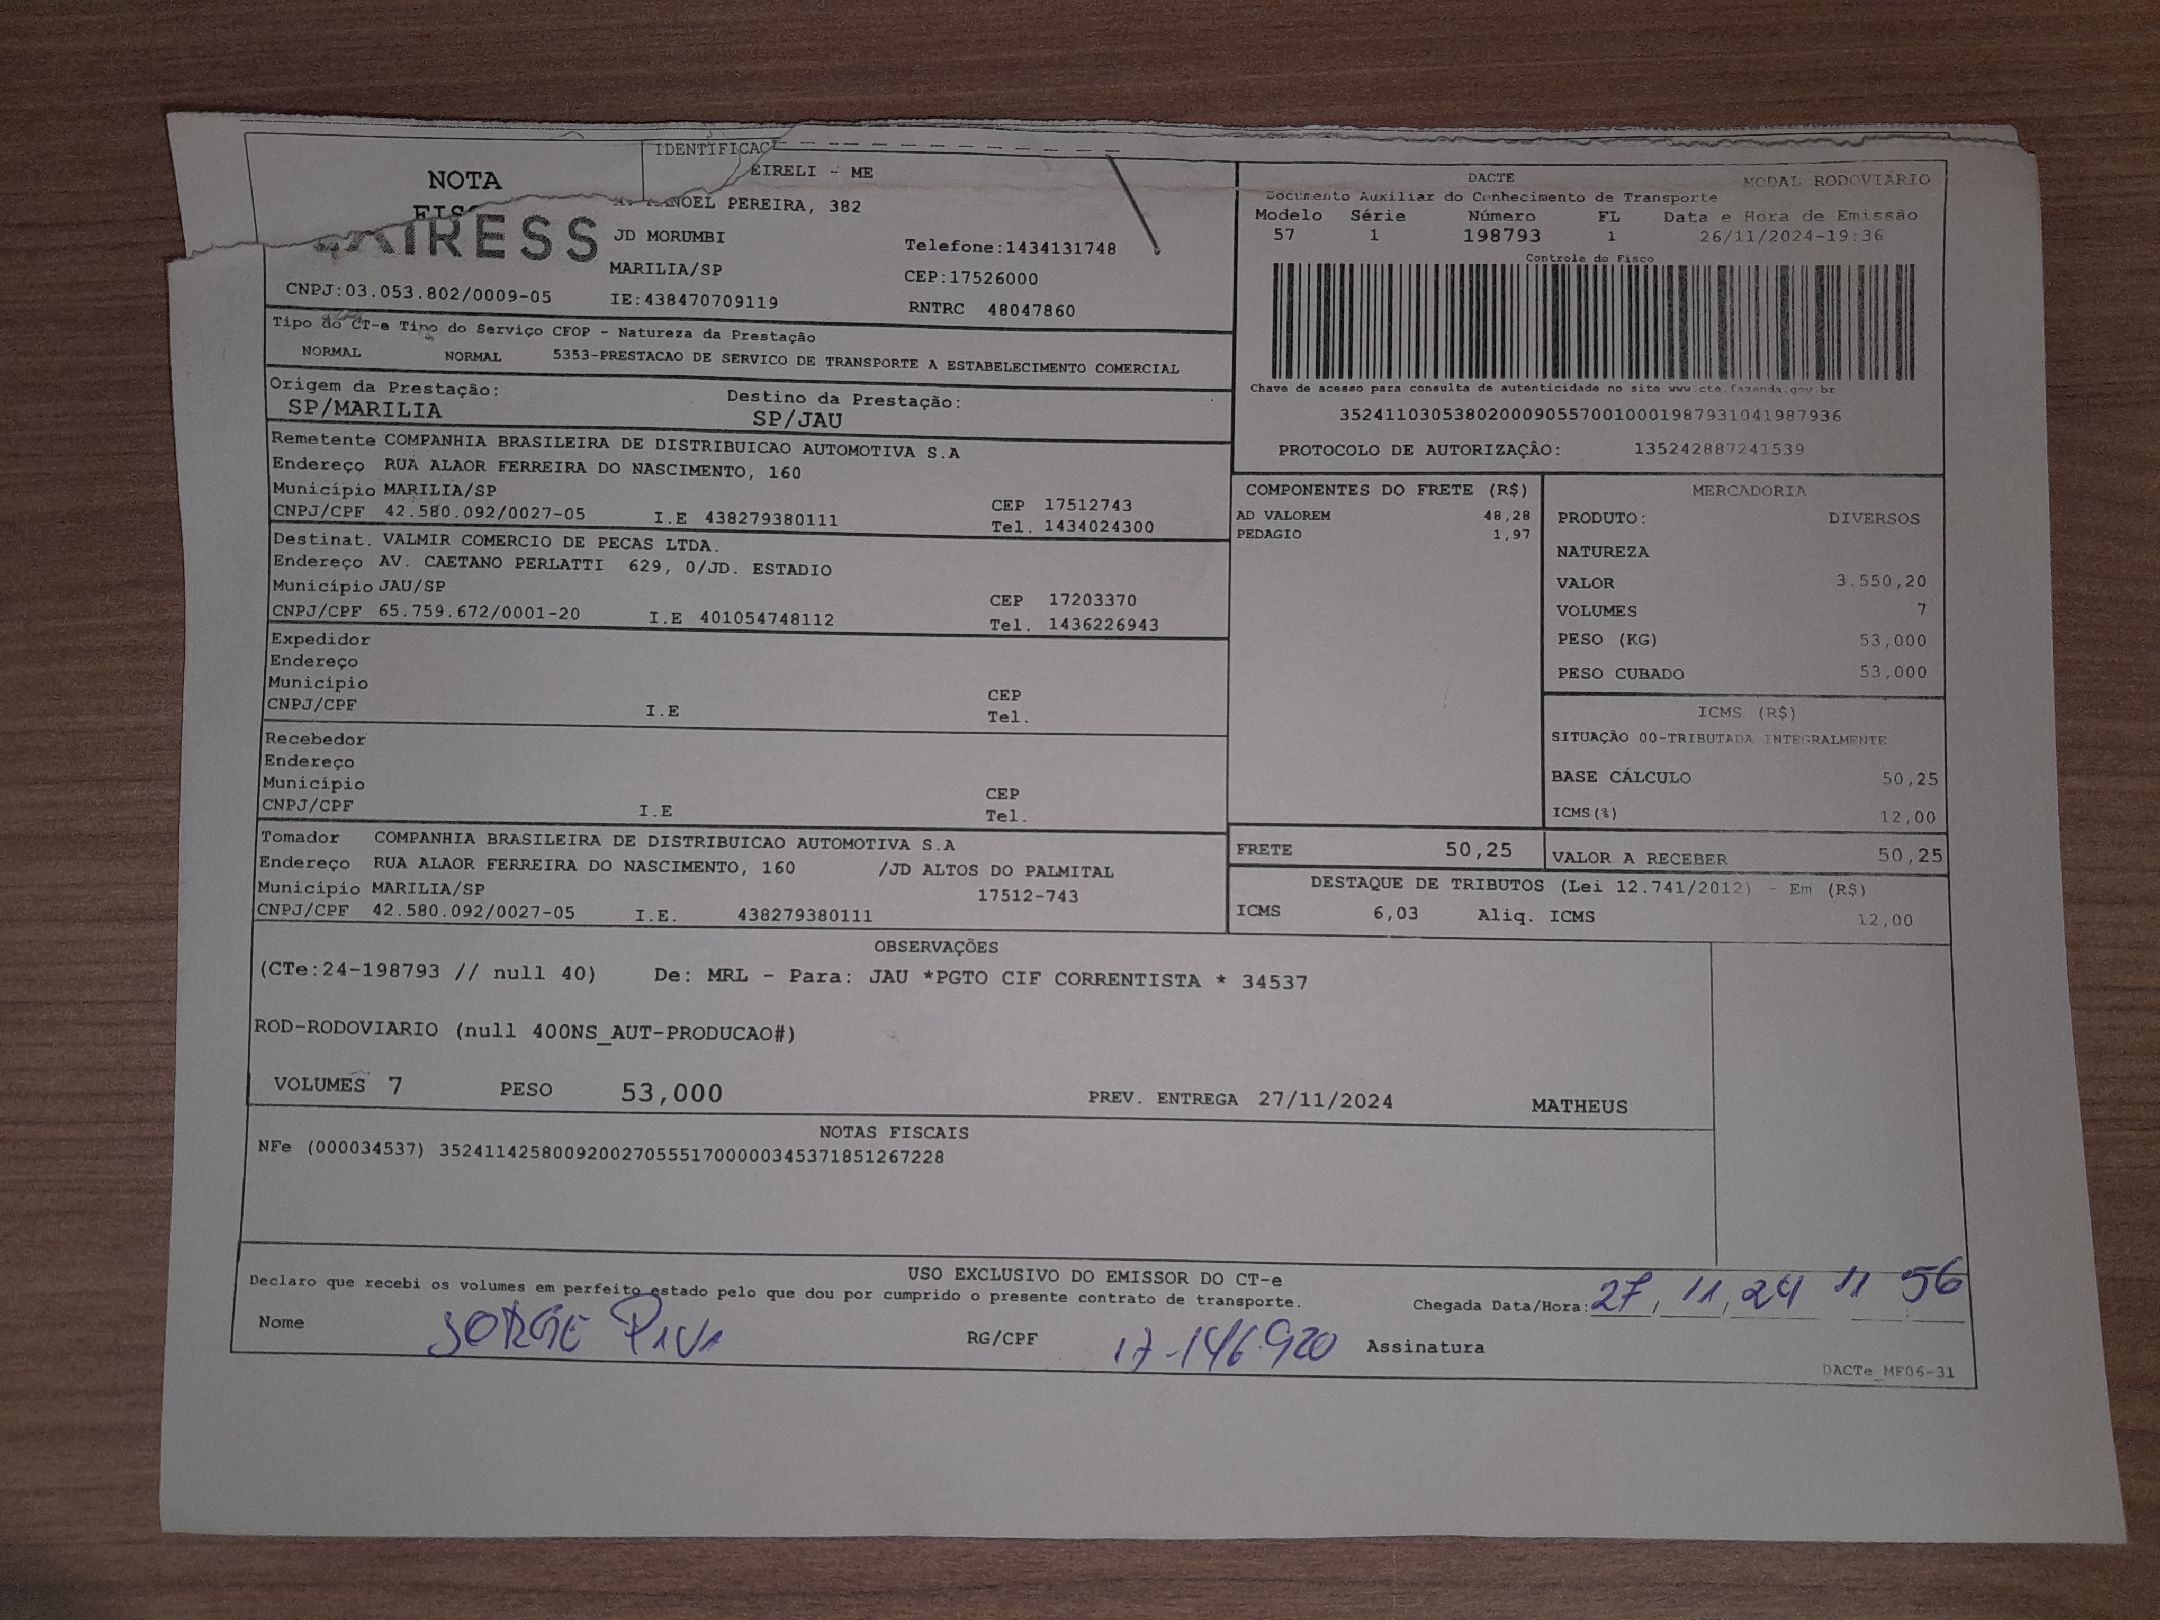 NOTA
IDENTIFICAC
EIRELI - ME
NOEL PEREIRA, 382
JD MORUMBI
Telefone:1434131748
MARILIA/SP
CEP:17526000
CNPJ:03.053.802/0009-05 IE:438470709119 RNTRC 48047860
DACTE MODAL RODOVIÁRIO
Documento Auxiliar do Conhecimento de Transporte
Modelo Série Número FL Data e Hora de Emissão
57 1 198793 1 26/11/2024-19:36
Controle do Fisco
Chave de acesso para consulta de autenticidade no site www cte.fazenda.gov.br
35241103053802000905570010001987931041987936
PROTOCOLO DE AUTORIZAÇÃO: 135242887241539
Tipo do CT-e Tipo do Serviço CFOP - Natureza da Prestação
NORMAL NORMAL 5353-PRESTACAO DE SERVICO DE TRANSPORTE A ESTABELECIMENTO COMERCIAL
Origem da Prestação: Destino da Prestação:
SP/MARILIA SP/JAU
Remetente COMPANHIA BRASILEIRA DE DISTRIBUICAO AUTOMOTIVA S.A
Endereço RUA ALAOR FERREIRA DO NASCIMENTO, 160
Município MARILIA/SP CEP 17512743
CNPJ/CPF 42.580.092/0027-05 I.E 438279380111 Tel. 1434024300
Destinat. VALMIR COMERCIO DE PECAS LTDA.
Endereço AV. CAETANO PERLATTI 629, 0/JD. ESTADIO
Município JAU/SP CEP 17203370
CNPJ/CPF 65.759.672/0001-20 I.E 401054748112 Tel. 1436226943
Expedidor
Endereço
Município CEP
CNPJ/CPF I.E Tel.
Recebedor
Endereço
Município CEP
CNPJ/CPF I.E Tel.
Tomador COMPANHIA BRASILEIRA DE DISTRIBUICAO AUTOMOTIVA S.A
Endereço RUA ALAOR FERREIRA DO NASCIMENTO, 160 /JD ALTOS DO PALMITAL
Município MARILIA/SP 17512-743
CNPJ/CPF 42.580.092/0027-05 I.E. 438279380111
COMPONENTES DO FRETE (R$)
AD VALOREM 48,28
PEDAGIO 1,97
MERCADORIA
PRODUTO: DIVERSOS
NATUREZA
VALOR 3.550,20
VOLUMES 7
PESO (KG) 53,000
PESO CUBADO 53,000
ICMS (R$)
SITUAÇÃO 00-TRIBUTADA INTEGRALMENTE
BASE CÁLCULO 50,25
ICMS(%) 12,00
FRETE 50,25 VALOR A RECEBER 50,25
DESTAQUE DE TRIBUTOS (Lei 12.741/2012) - Em (R$)
ICMS 6,03 Aliq. ICMS 12,00
OBSERVAÇÕES
(CTe:24-198793 // null 40) De: MRL - Para: JAU *PGTO CIF CORRENTISTA * 34537
ROD-RODOVIARIO (null 400NS_AUT-PRODUCAO#)
VOLUMES 7 PESO 53,000 PREV. ENTREGA 27/11/2024 MATHEUS
NOTAS FISCAIS
NFe (000034537) 35241142580092002705551700000345371851267228
USO EXCLUSIVO DO EMISSOR DO CT-e
Declaro que recebi os volumes em perfeito estado pelo que dou por cumprido o presente contrato de transporte.
Chegada Data/Hora: 27, 11, 24 11 56
Nome JORGE RG/CPF 17-146.920 Assinatura
DACTe_MF06-31